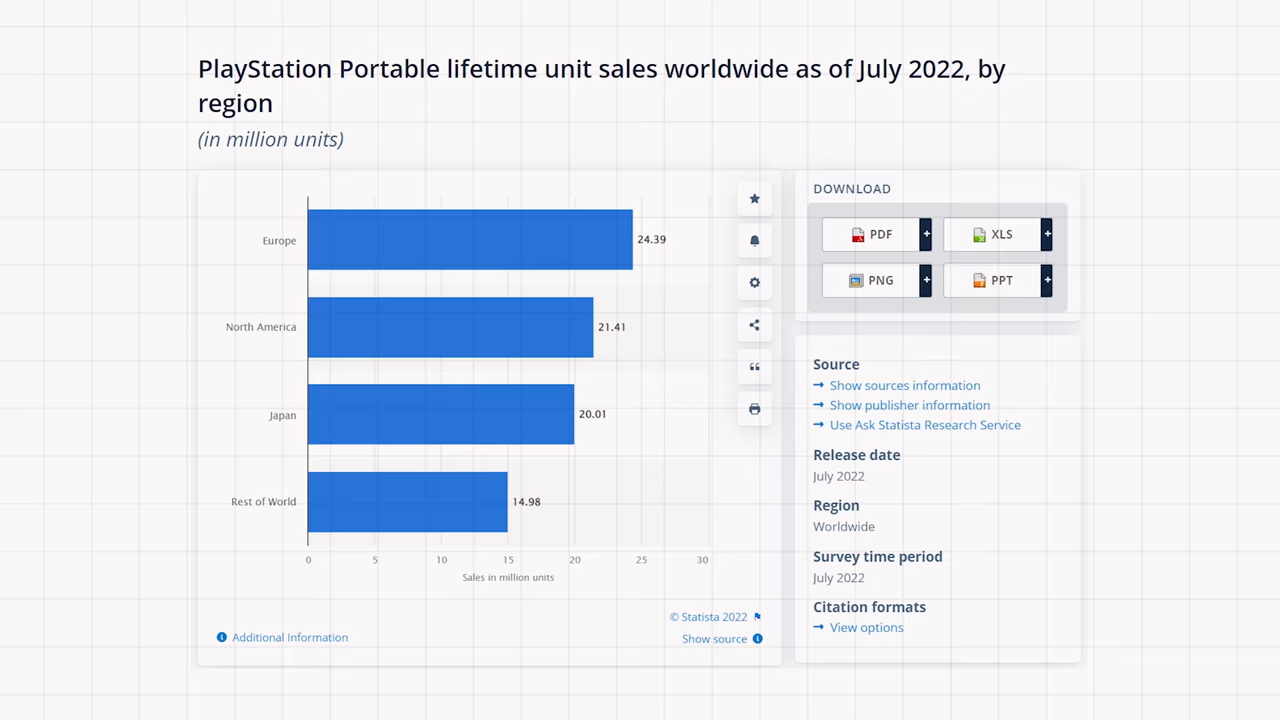 PlayStation Portable lifetime unit sales worldwide as of July 2022, by
region
(in million units)
Europe
24.39
North America
21.41
Japan
20.01
Rest of World
14.98
0 5 10 15 20 25 30
Sales in million units
Additional Information
© Statista 2022
Show source
DOWNLOAD
PDF + XLS +
PNG + PPT +
Source
Show sources information
Show publisher information
Use Ask Statista Research Service
Release date
July 2022
Region
Worldwide
Survey time period
July 2022
Citation formats
View options